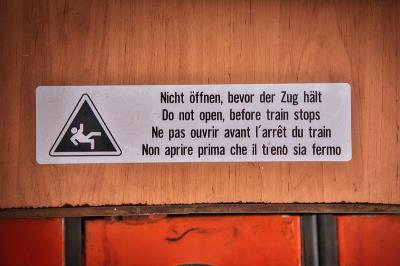 Nicht öffnen, bevor der Zug hält
Do not open, before train stops
Ne pas ouvrir avant l'arrêt du train
Non aprire prima che il treno sia fermo